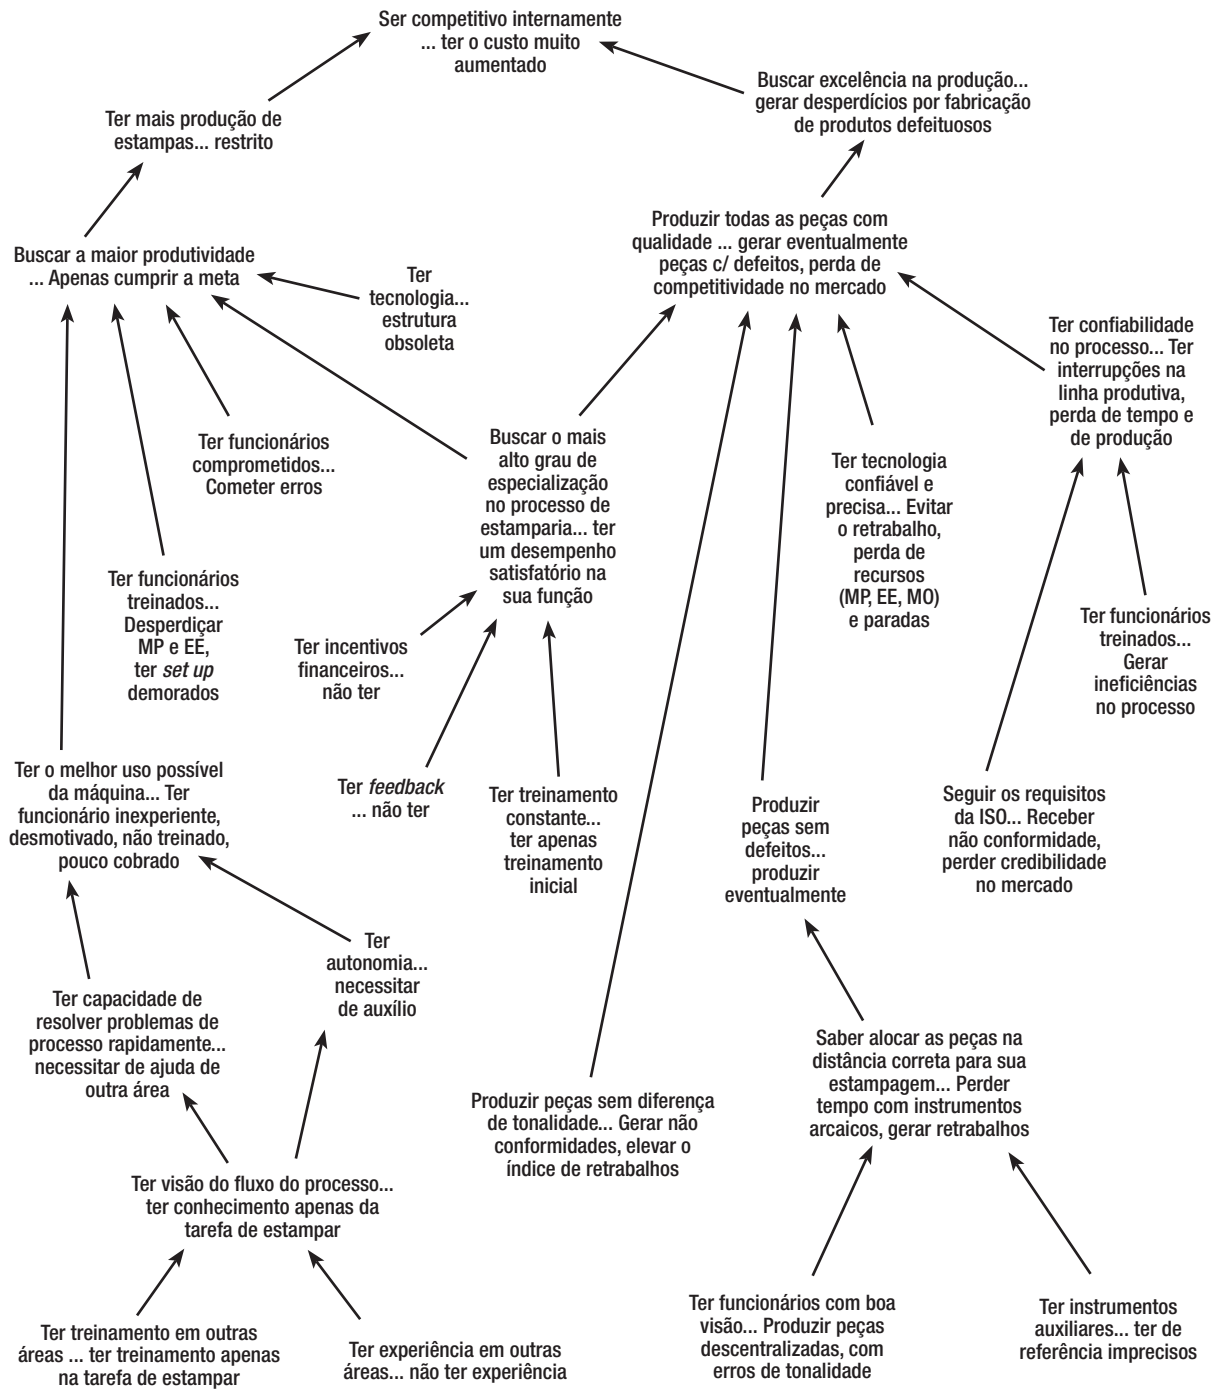 Ser competitivo internamente
... ter o custo muito
aumentado
Buscar excelência na produção...
gerar desperdícios por fabricação
de produtos defeituosos
Ter mais produção de
estampas... restrito
Produzir todas as peças com
qualidade ... gerar eventualmente
peças c/ defeitos, perda de
competitividade no mercado
Buscar a maior produtividade
... Apenas cumprir a meta
Ter
tecnologia...
estrutura
obsoleta
Ter confiabilidade
no processo... Ter
interrupções na
linha produtiva,
perda de tempo e
de produção
Ter funcionários
comprometidos...
Cometer erros
Buscar o mais
alto grau de
especialização
no processo de
estamparia... ter
um desempenho
satisfatório na
sua função
Ter tecnologia
confiável e
precisa... Evitar
o retrabalho,
perda de
recursos
(MP, EE, MO)
e paradas
Ter funcionários
treinados...
Desperdiçar
MP e EE,
ter set up
demorados
Ter incentivos
financeiros...
não ter
Ter funcionários
treinados...
Gerar
ineficiências
no processo
Ter o melhor uso possível
da máquina... Ter
funcionário inexperiente,
desmotivado, não treinado,
pouco cobrado
Ter feedback
... não ter
Ter treinamento
constante...
ter apenas
treinamento
inicial
Produzir
peças sem
defeitos...
produzir
eventualmente
Seguir os requisitos
da ISO... Receber
não conformidade,
perder credibilidade
no mercado
Ter
autonomia...
necessitar
de auxílio
Ter capacidade de
resolver problemas de
processo rapidamente...
necessitar de ajuda de
outra área
Saber alocar as peças na
distância correta para sua
estampagem... Perder
tempo com instrumentos
arcaicos, gerar retrabalhos
Produzir peças sem diferença
de tonalidade... Gerar não
conformidades, elevar o
índice de retrabalhos
Ter visão do fluxo do processo...
ter conhecimento apenas da
tarefa de estampar
Ter treinamento em outras
áreas ... ter treinamento apenas
na tarefa de estampar
Ter experiência em outras
áreas... não ter experiência
Ter funcionários com boa
visão... Produzir peças
descentralizadas, com
erros de tonalidade
Ter instrumentos
auxiliares... ter de
referência imprecisos